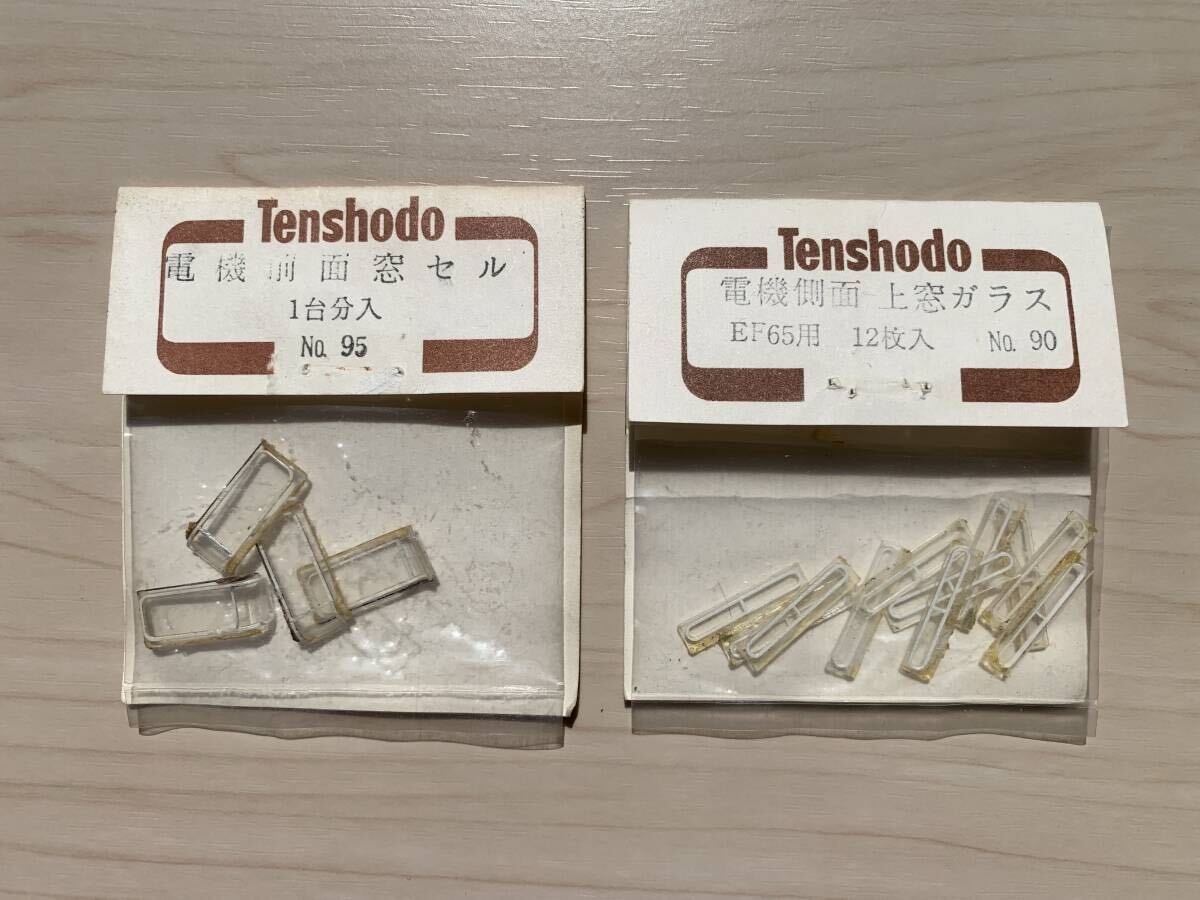 Tenshodo
電機前面窓セル
1台分入
No. 95
Tenshodo
電機側面上窓ガラス
EF65用 12枚入 No. 90